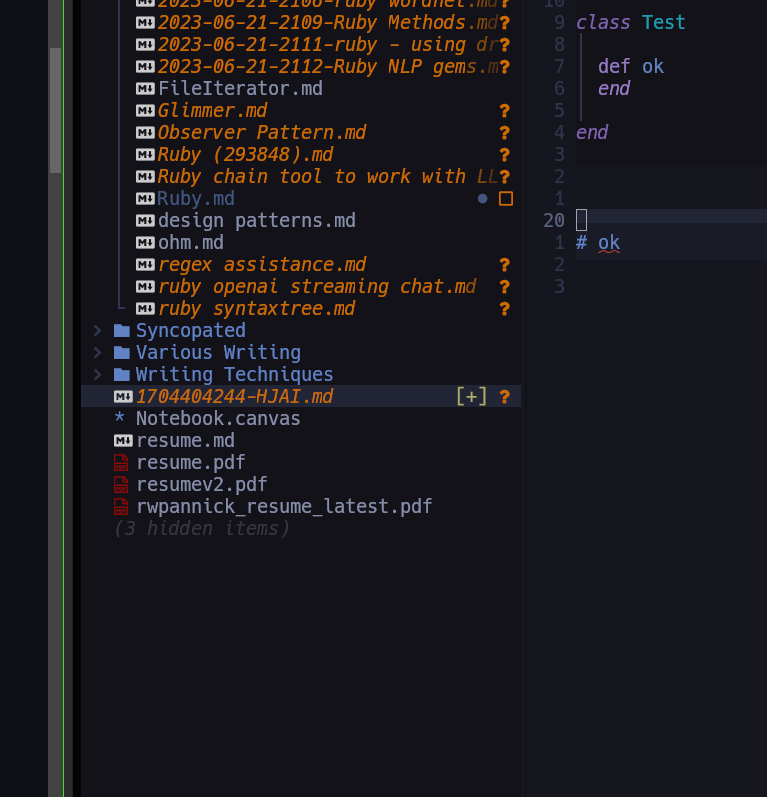 2023-06-21-2106-ruby wordnet.md ?
2023-06-21-2109-Ruby Methods.md ?
2023-06-21-2111-ruby - using dr ?
2023-06-21-2112-Ruby NLP gems.m ?
FileIterator.md
Glimmer.md ?
Observer Pattern.md ?
Ruby (293848).md ?
Ruby chain tool to work with LL ?
Ruby.md
design patterns.md
ohm.md
regex assistance.md ?
ruby openai streaming chat.md ?
ruby syntaxtree.md ?
Syncopated
Various Writing
Writing Techniques
1704404244-HJAI.md [+] ?
* Notebook.canvas
resume.md
resume.pdf
resumev2.pdf
rwpannick_resume_latest.pdf
(3 hidden items)
10
9 class Test
8
7 def ok
6 end
5
4 end
3
2
1
20
1 # ok
2
3